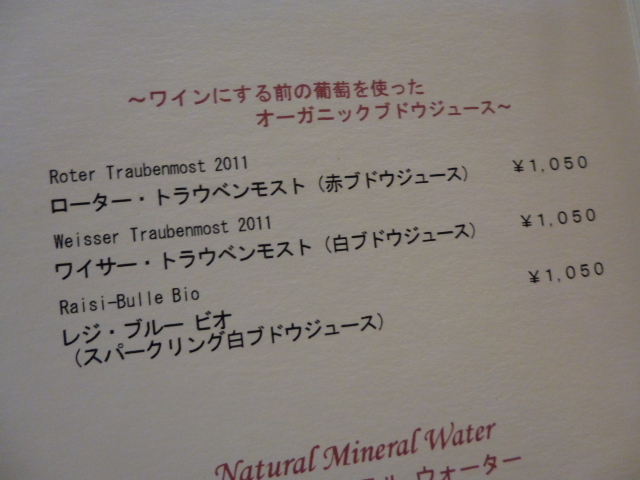 ～ワインにする前の葡萄を使った
オーガニックブドウジュース～
Roter Traubenmost 2011
ローター・トラウベンモスト（赤ブドウジュース） ￥1,050
Weisser Traubenmost 2011
ワイサー・トラウベンモスト（白ブドウジュース） ￥1,050
Raisi-Bulle Bio ￥1,050
レジ・ブルー ビオ
（スパークリング白ブドウジュース）
Natural Mineral Water
ウォーター